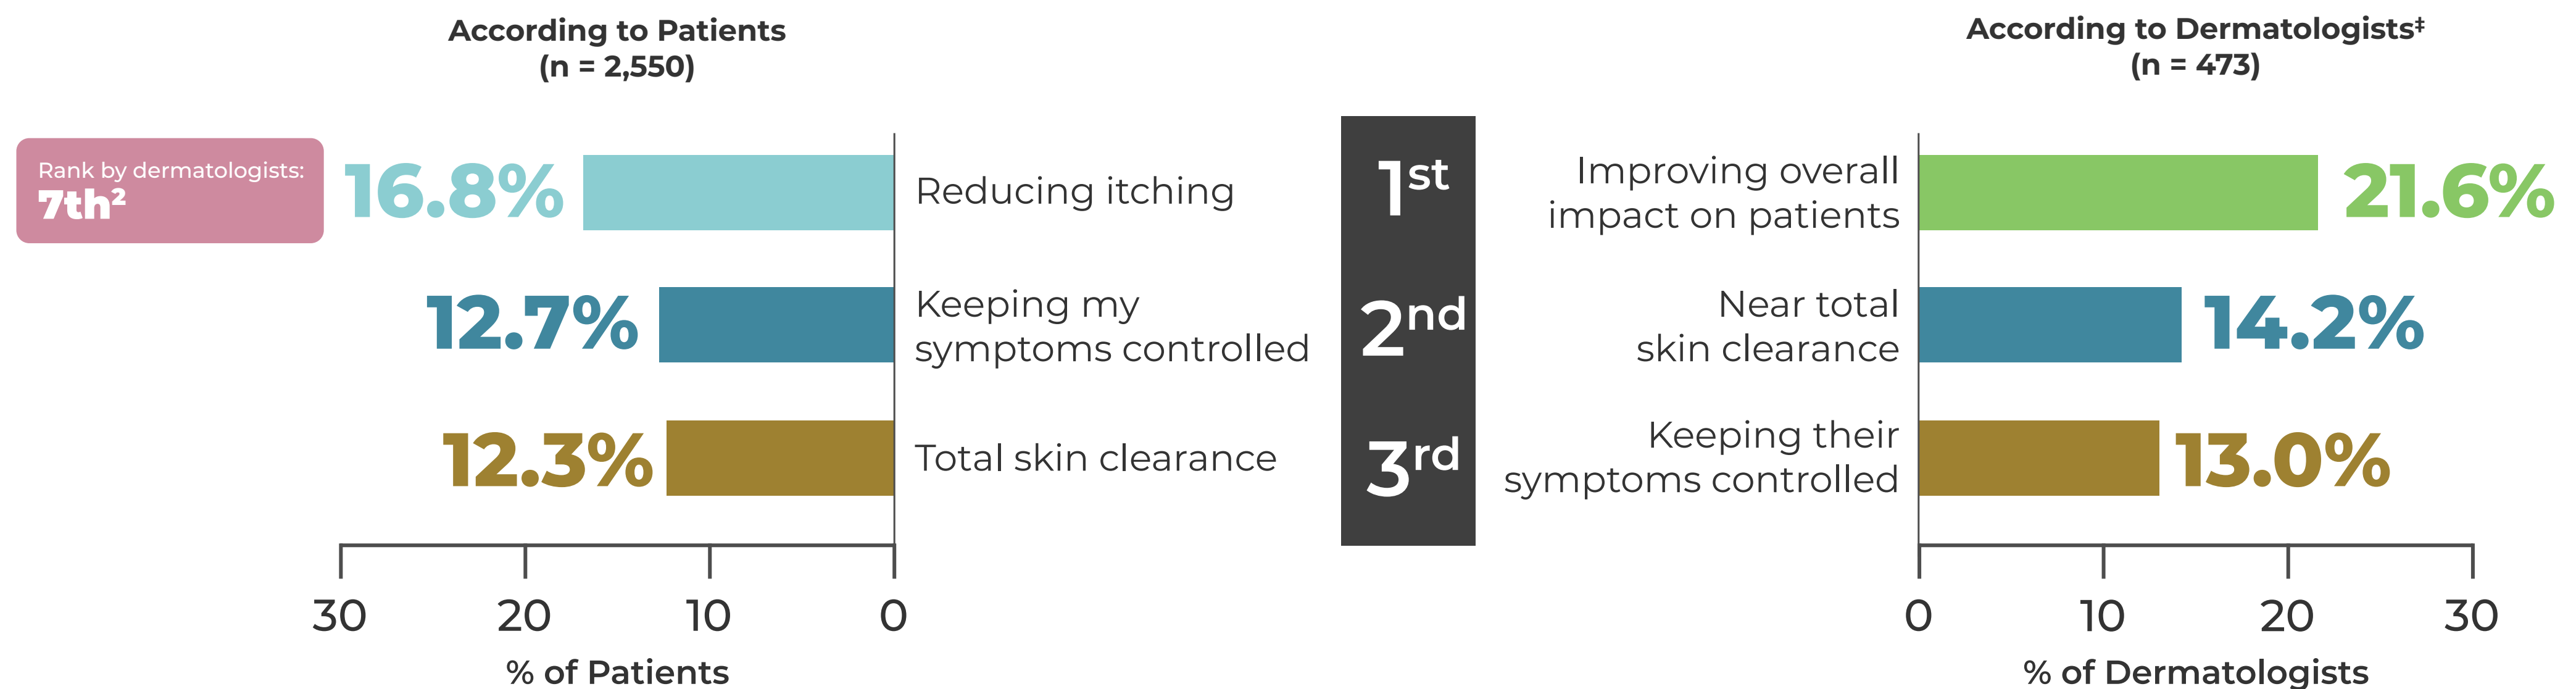 According to Patients
(n = 2,550)
Rank by dermatologists:
7th²
16.8%
Reducing itching
12.7%
Keeping my
symptoms controlled
12.3%
Total skin clearance
30
20
10
0
% of Patients
1st
2nd
3rd
According to Dermatologists‡
(n = 473)
Improving overall
impact on patients
21.6%
Near total
skin clearance
14.2%
Keeping their
symptoms controlled
13.0%
0
10
20
30
% of Dermatologists